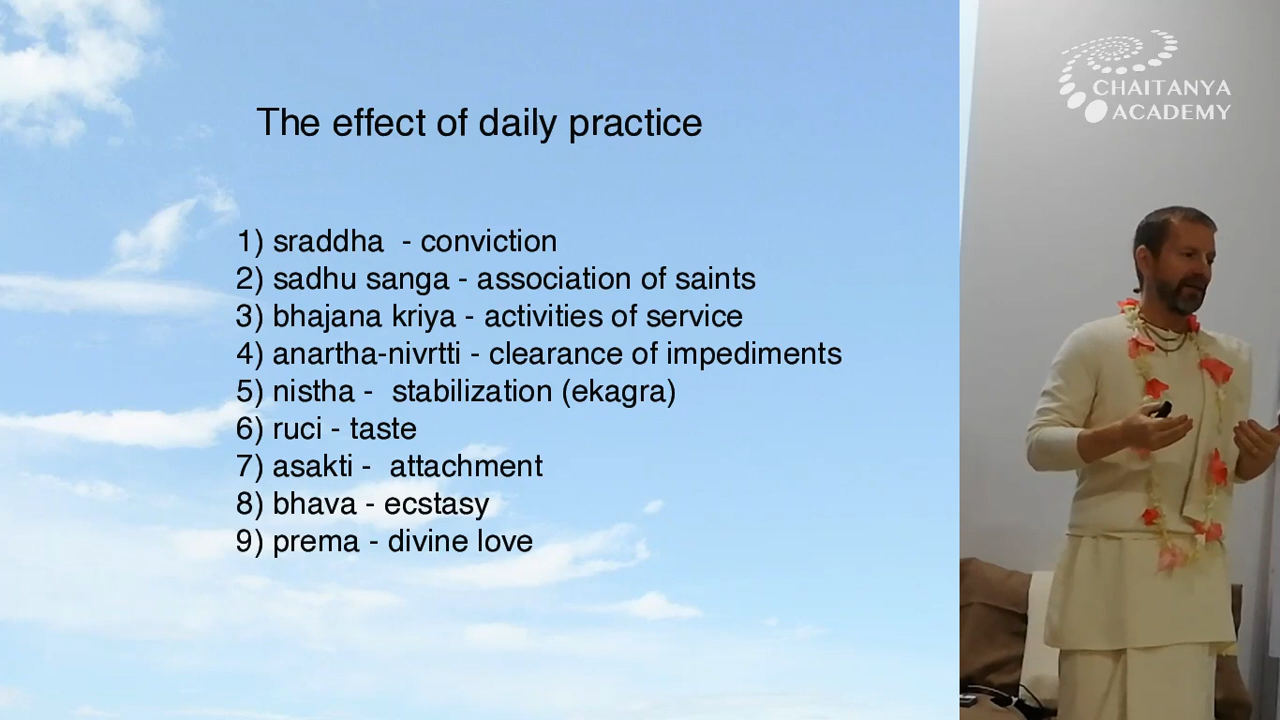 The effect of daily practice
1) sraddha - conviction
2) sadhu sanga - association of saints
3) bhajana kriya - activities of service
4) anartha-nivrtti - clearance of impediments
5) nistha - stabilization (ekagra)
6) ruci - taste
7) asakti - attachment
8) bhava - ecstasy
9) prema - divine love
CHAITANYA
ACADEMY